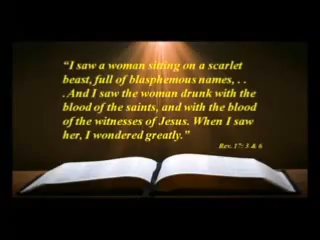 “I saw a woman sitting on a scarlet
beast, full of blasphemous names, . .
. And I saw the woman drunk with the
blood of the saints, and with the blood
of the witnesses of Jesus. When I saw
her, I wondered greatly.”
Rev. 17: 3 & 6